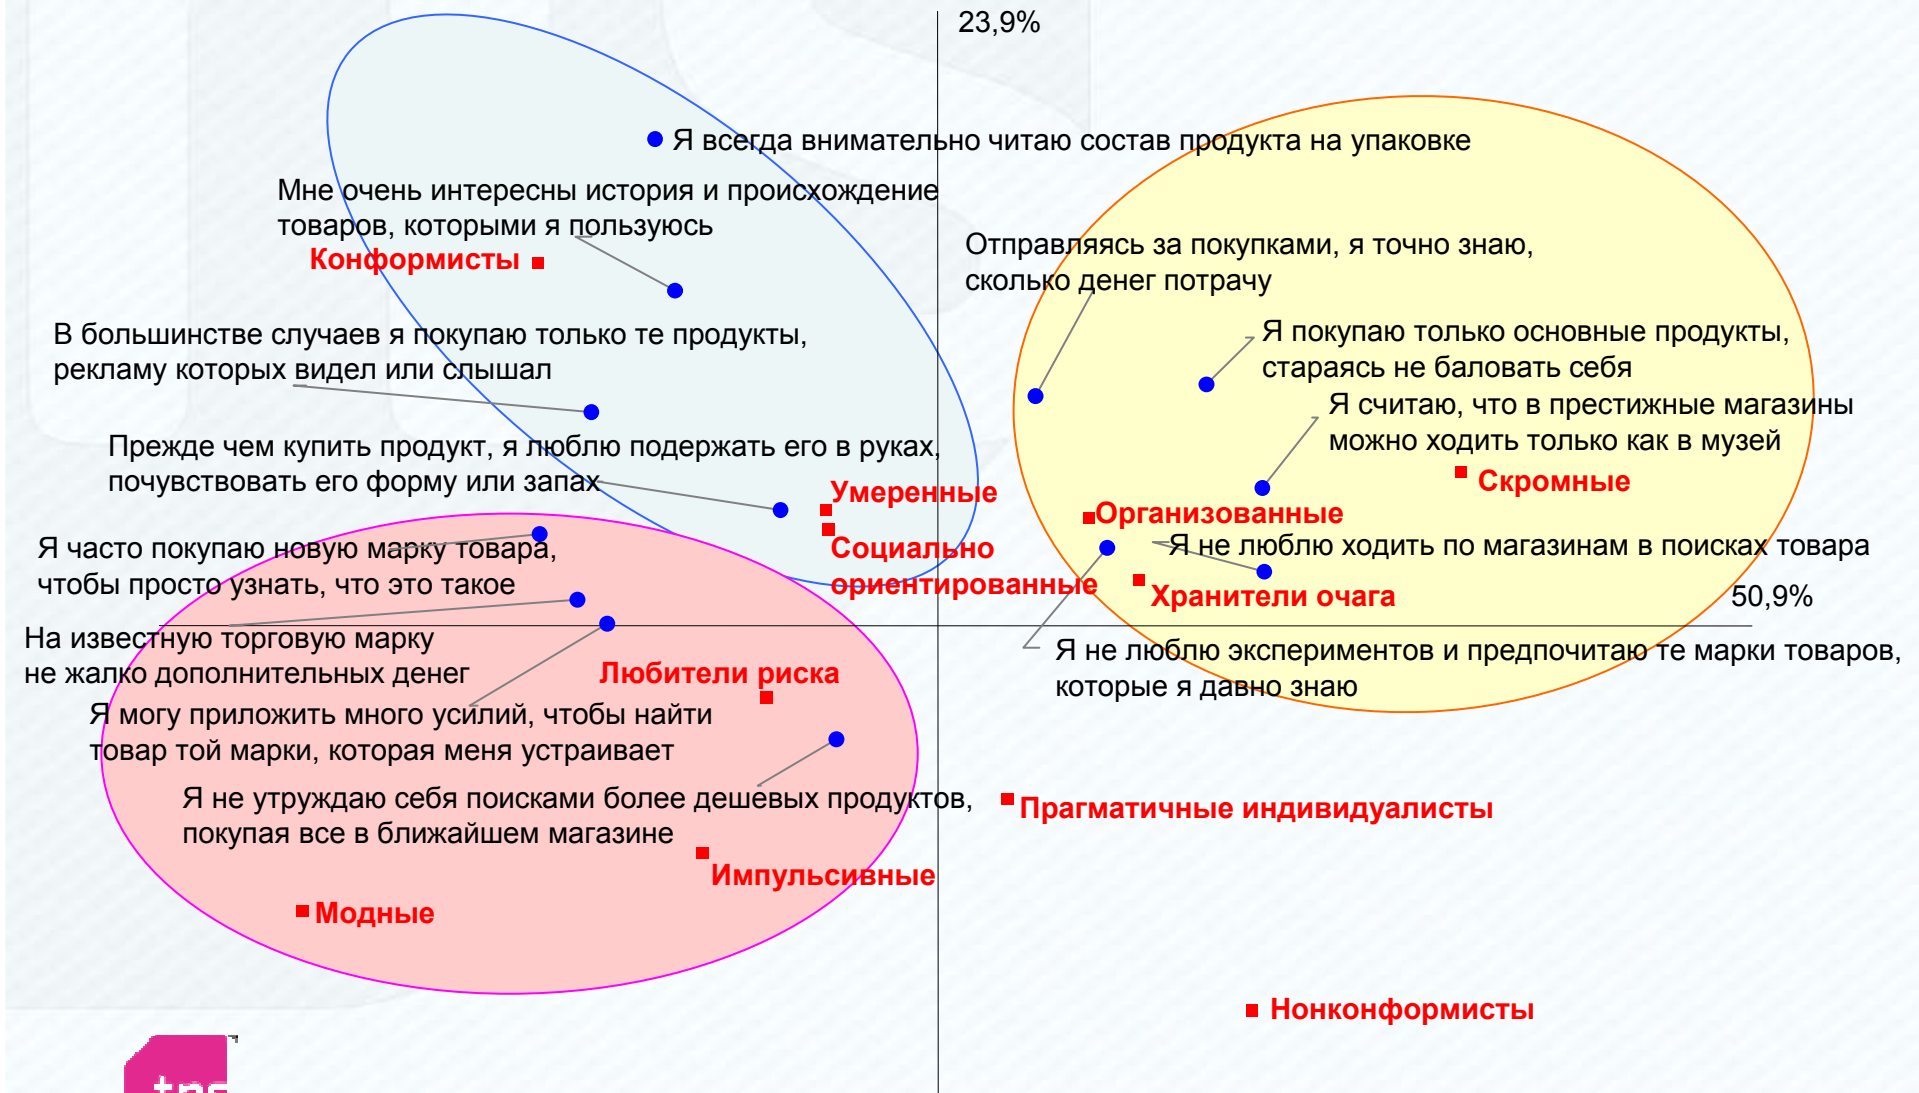 23,9%
Я всегда внимательно читаю состав продукта на упаковке
Мне очень интересны история и происхождение
товаров, которыми я пользуюсь
Конформисты
Отправляясь за покупками, я точно знаю,
сколько денег потрачу
В большинстве случаев я покупаю только те продукты,
рекламу которых видел или слышал
Я покупаю только основные продукты,
стараясь не баловать себя
Я считаю, что в престижные магазины
можно ходить только как в музей
Прежде чем купить продукт, я люблю подержать его в руках,
почувствовать его форму или запах
Умеренные
Скромные
Организованные
Социально
ориентированные
Я не люблю ходить по магазинам в поисках товара
Я часто покупаю новую марку товара,
чтобы просто узнать, что это такое
Хранители очага
50,9%
На известную торговую марку
не жалко дополнительных денег
Я не люблю экспериментов и предпочитаю те марки товаров,
которые я давно знаю
Любители риска
Я могу приложить много усилий, чтобы найти
товар той марки, которая меня устраивает
Я не утруждаю себя поисками более дешевых продуктов,
покупая все в ближайшем магазине
Прагматичные индивидуалисты
Импульсивные
Модные
Нонконформисты
tns